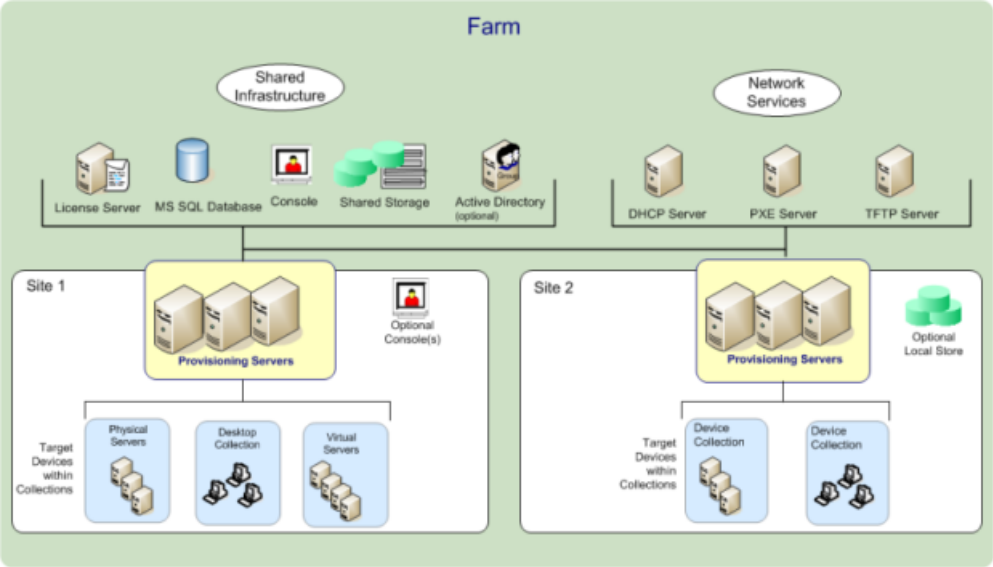 Farm
Shared
Infrastructure
Network
Services
License Server
MS SQL Database
Console
Shared Storage
Group
Active Directory
(optional)
DHCP Server
PXE Server
TFTP Server
Site 1
Provisioning Servers
Optional
Console(s)
Target
Devices
within
Collections
Physical
Servers
Desktop
Collection
Virtual
Servers
Site 2
Provisioning Servers
Optional
Local Store
Target
Devices
within
Collections
Device
Collection
Device
Collection